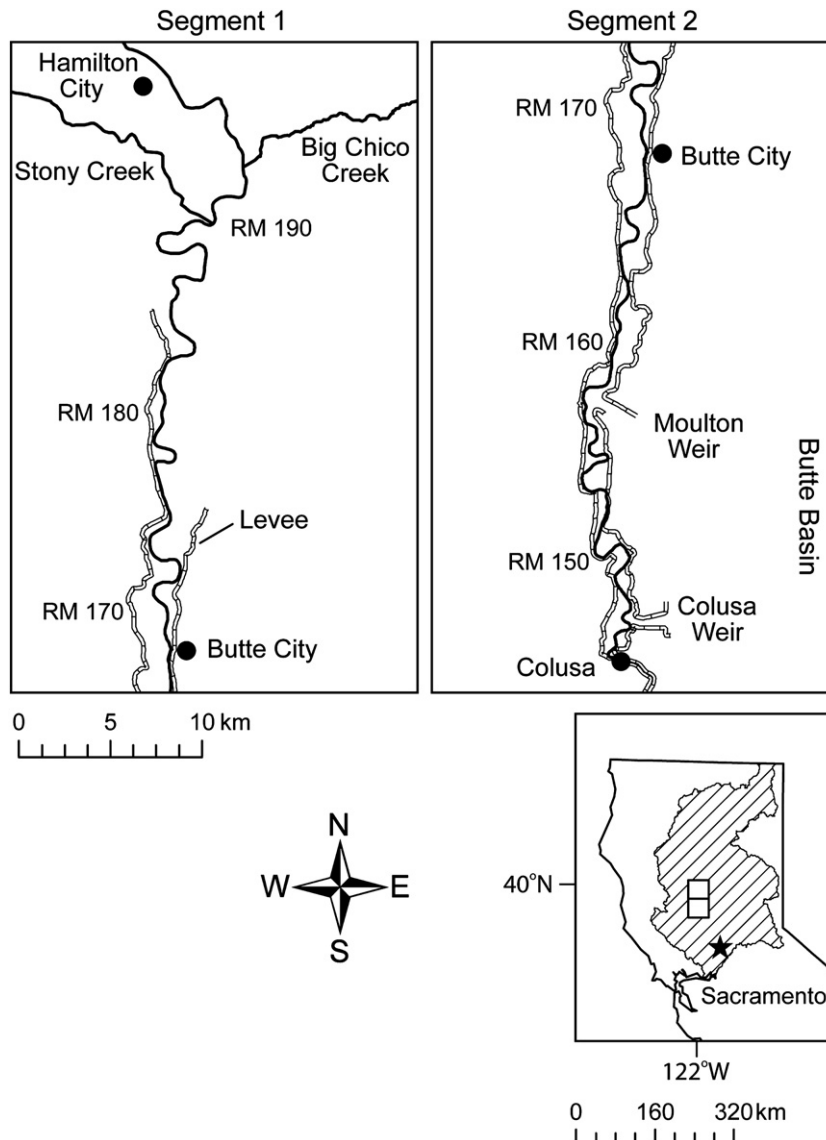 Segment 1
Hamilton
City
Stony Creek
Big Chico
Creek
RM 190
RM 180
Levee
RM 170
Butte City
0 5 10 km
Segment 2
RM 170
Butte City
RM 160
Moulton
Weir
Butte Basin
RM 150
Colusa
Weir
Colusa
N
W E
S
40°N
Sacramento
122°W
0 160 320 km